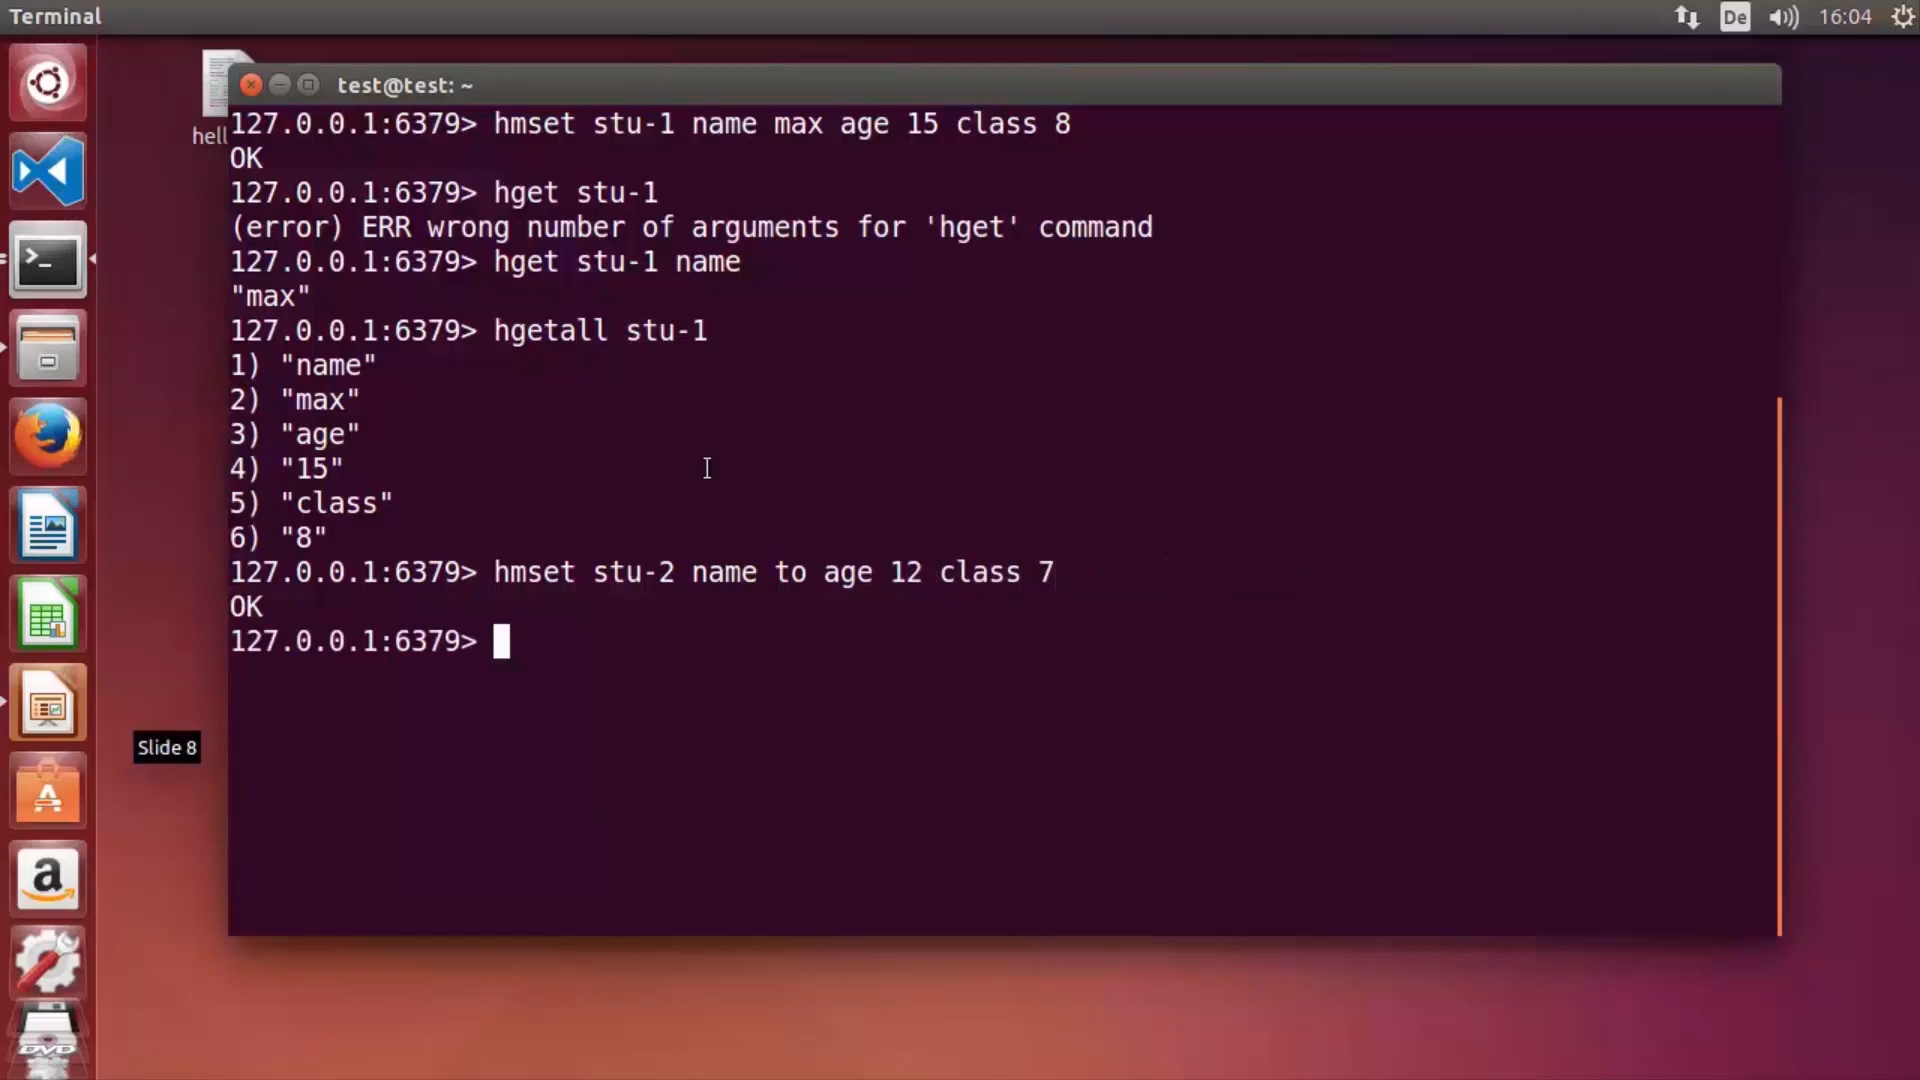 Terminal
De
16:04
test@test: ~
hell
127.0.0.1:6379> hmset stu-1 name max age 15 class 8
OK
127.0.0.1:6379> hget stu-1
(error) ERR wrong number of arguments for 'hget' command
127.0.0.1:6379> hget stu-1 name
"max"
127.0.0.1:6379> hgetall stu-1
1) "name"
2) "max"
3) "age"
4) "15"
5) "class"
6) "8"
127.0.0.1:6379> hmset stu-2 name to age 12 class 7
OK
127.0.0.1:6379>
Slide 8
DVD